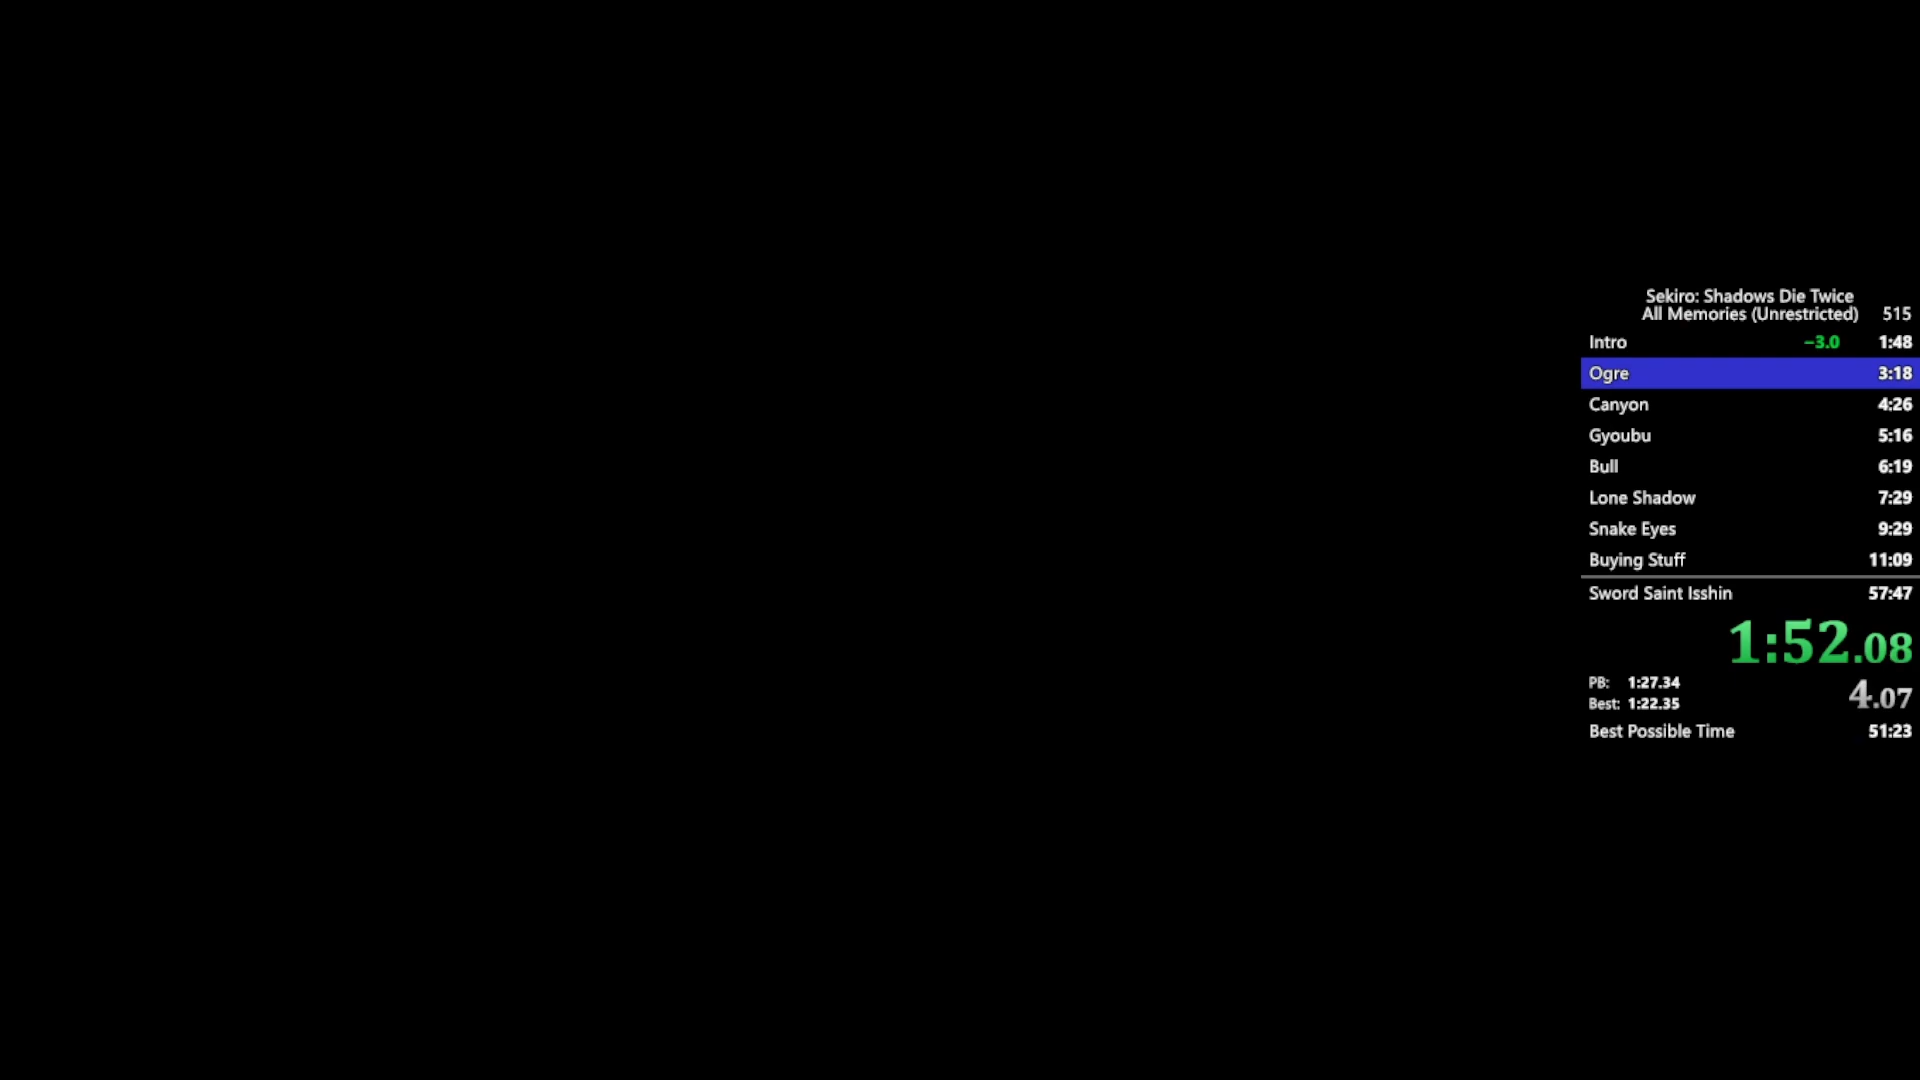 Sekiro: Shadows Die Twice
All Memories (Unrestricted) 515
Intro −3.0 1:48
Ogre 3:18
Canyon 4:26
Gyoubu 5:16
Bull 6:19
Lone Shadow 7:29
Snake Eyes 9:29
Buying Stuff 11:09
Sword Saint Isshin 57:47
1:52.08
PB: 1:27.34 4.07
Best: 1:22.35
Best Possible Time 51:23